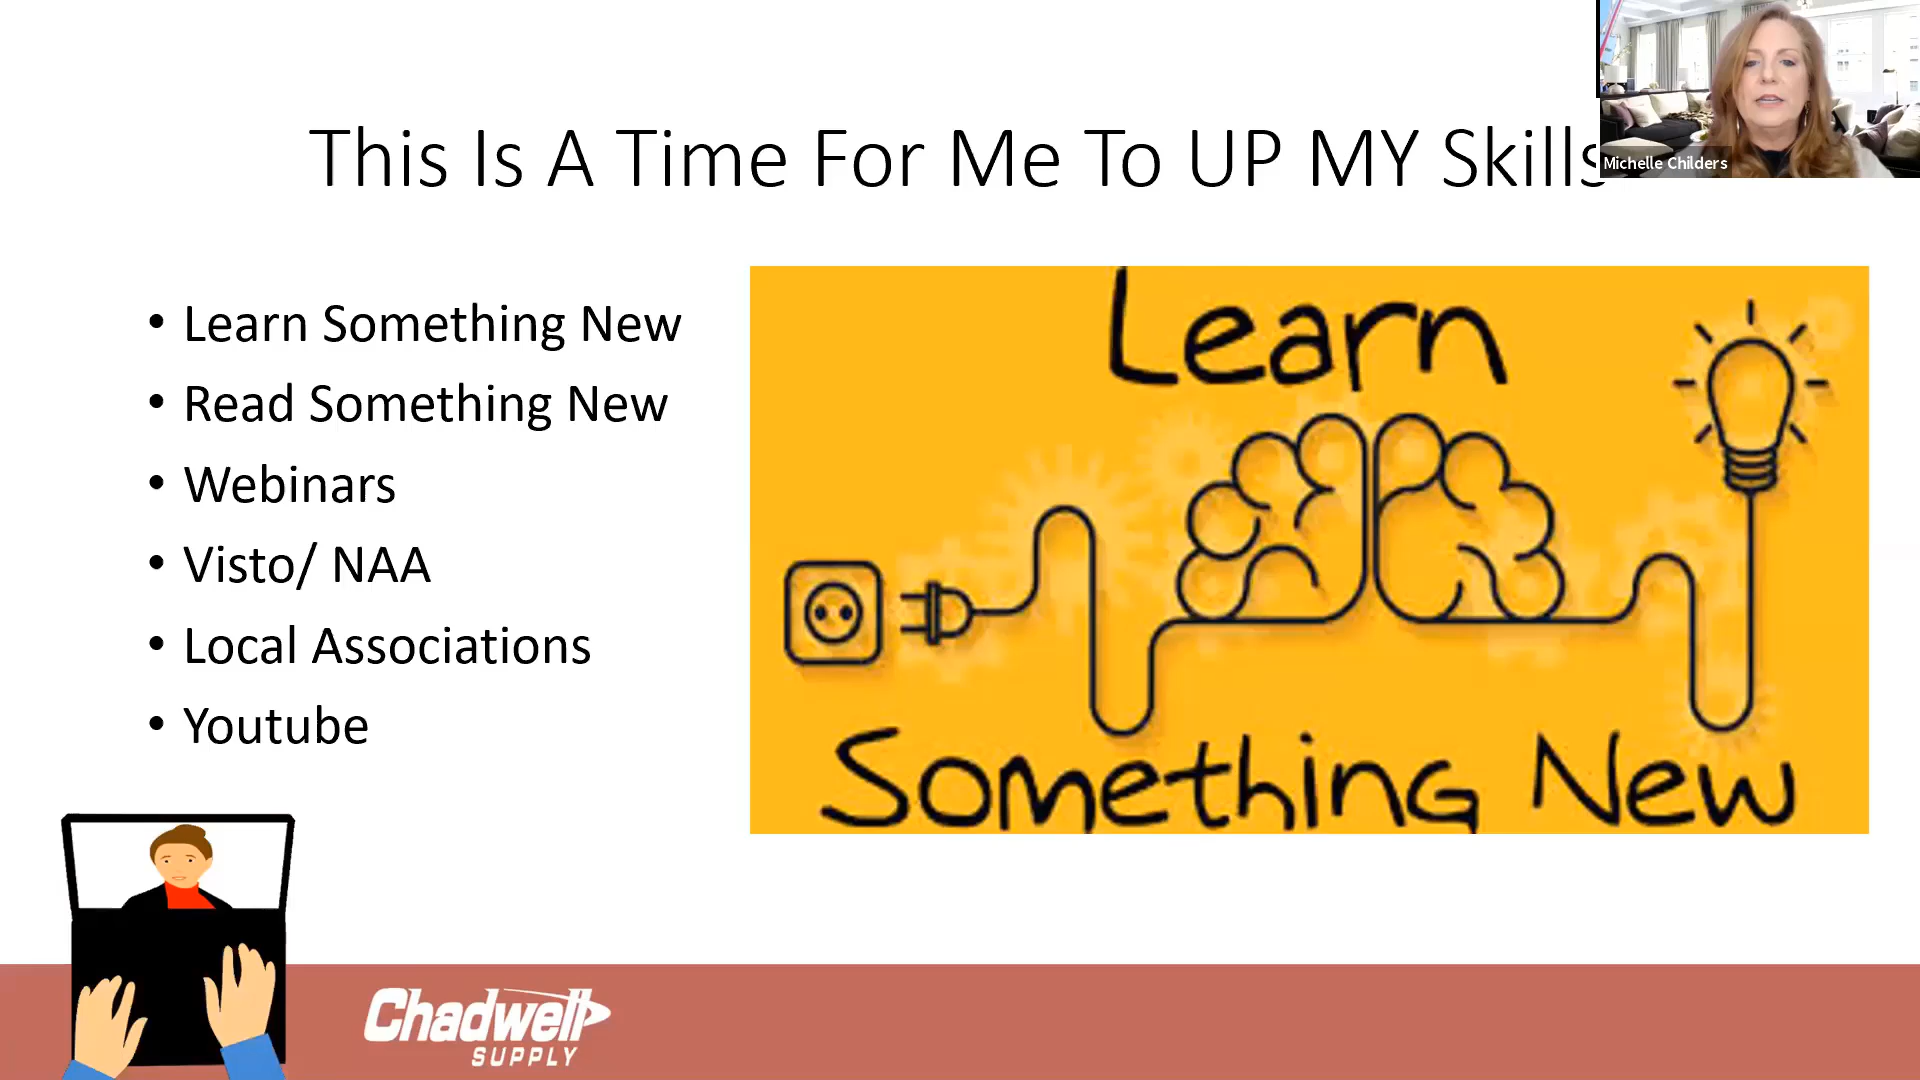 This Is A Time For Me To UP MY Skills
Michelle Childers
• Learn Something New
• Read Something New
• Webinars
• Visto/ NAA
• Local Associations
• Youtube
Learn
Something New
Chadwell
SUPPLY